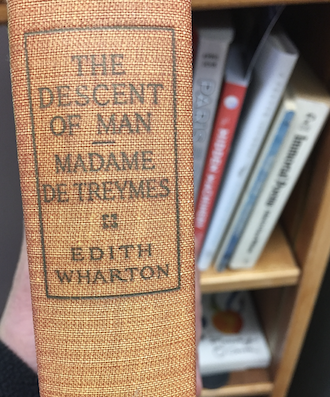 THE
DESCENT
OF MAN
MADAME
DE TREYMES
EDITH
WHARTON